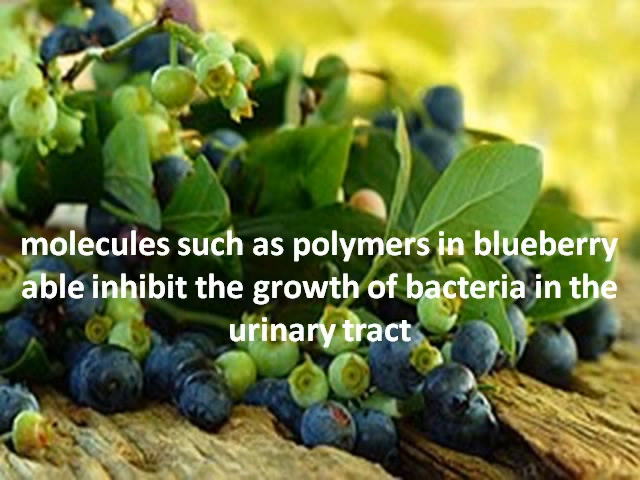 molecules such as polymers in blueberry
able inhibit the growth of bacteria in the
urinary tract